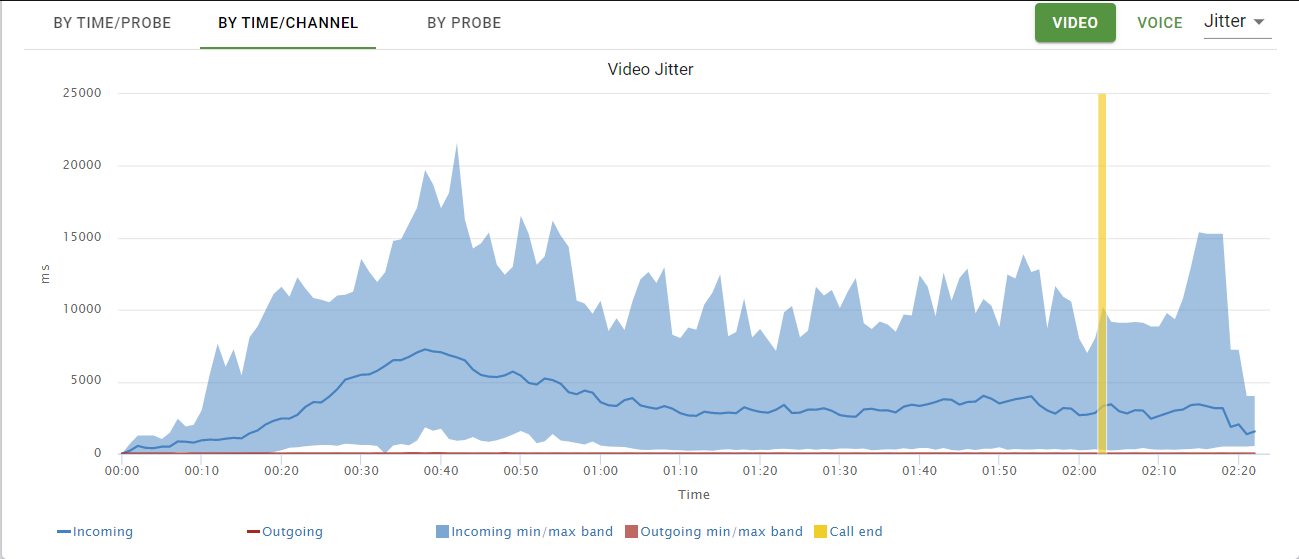 BY TIME/PROBE BY TIME/CHANNEL BY PROBE VIDEO VOICE Jitter
Video Jitter
25000
20000
15000
10000
5000
0
ms
00:00 00:10 00:20 00:30 00:40 00:50 01:00 01:10 01:20 01:30 01:40 01:50 02:00 02:10 02:20
Time
Incoming Outgoing Incoming min/max band Outgoing min/max band Call end